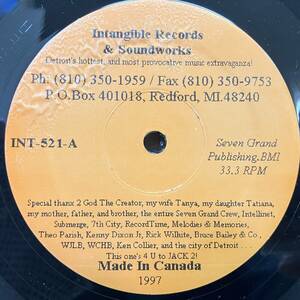 Intangible Records
& Soundworks
Detroit's hottest, and most provocative music extravaganza!
Ph: (810) 350-1959 / Fax (810) 350-9753
P.O.Box 401018, Redford, MI.48240
INT-521-A
Seven Grand
Publishing.BMI
33.3 RPM
Special thanx 2 God The Creator, my wife Tanya, my daughter Tatiana,
my mother, father, and brother, the entire Seven Grand Crew, Intellinet,
Submerge, 7th City, RecordTime, Melodies & Memories,
Theo Parish, Kenny Dixon Jr, Rick Wilhite, Bruce Bailey & Co.,
WJLB, WCHB, Ken Collier, and the city of Detroit . . . .
This one's 4 U to JACK 2!
Made In Canada
1997